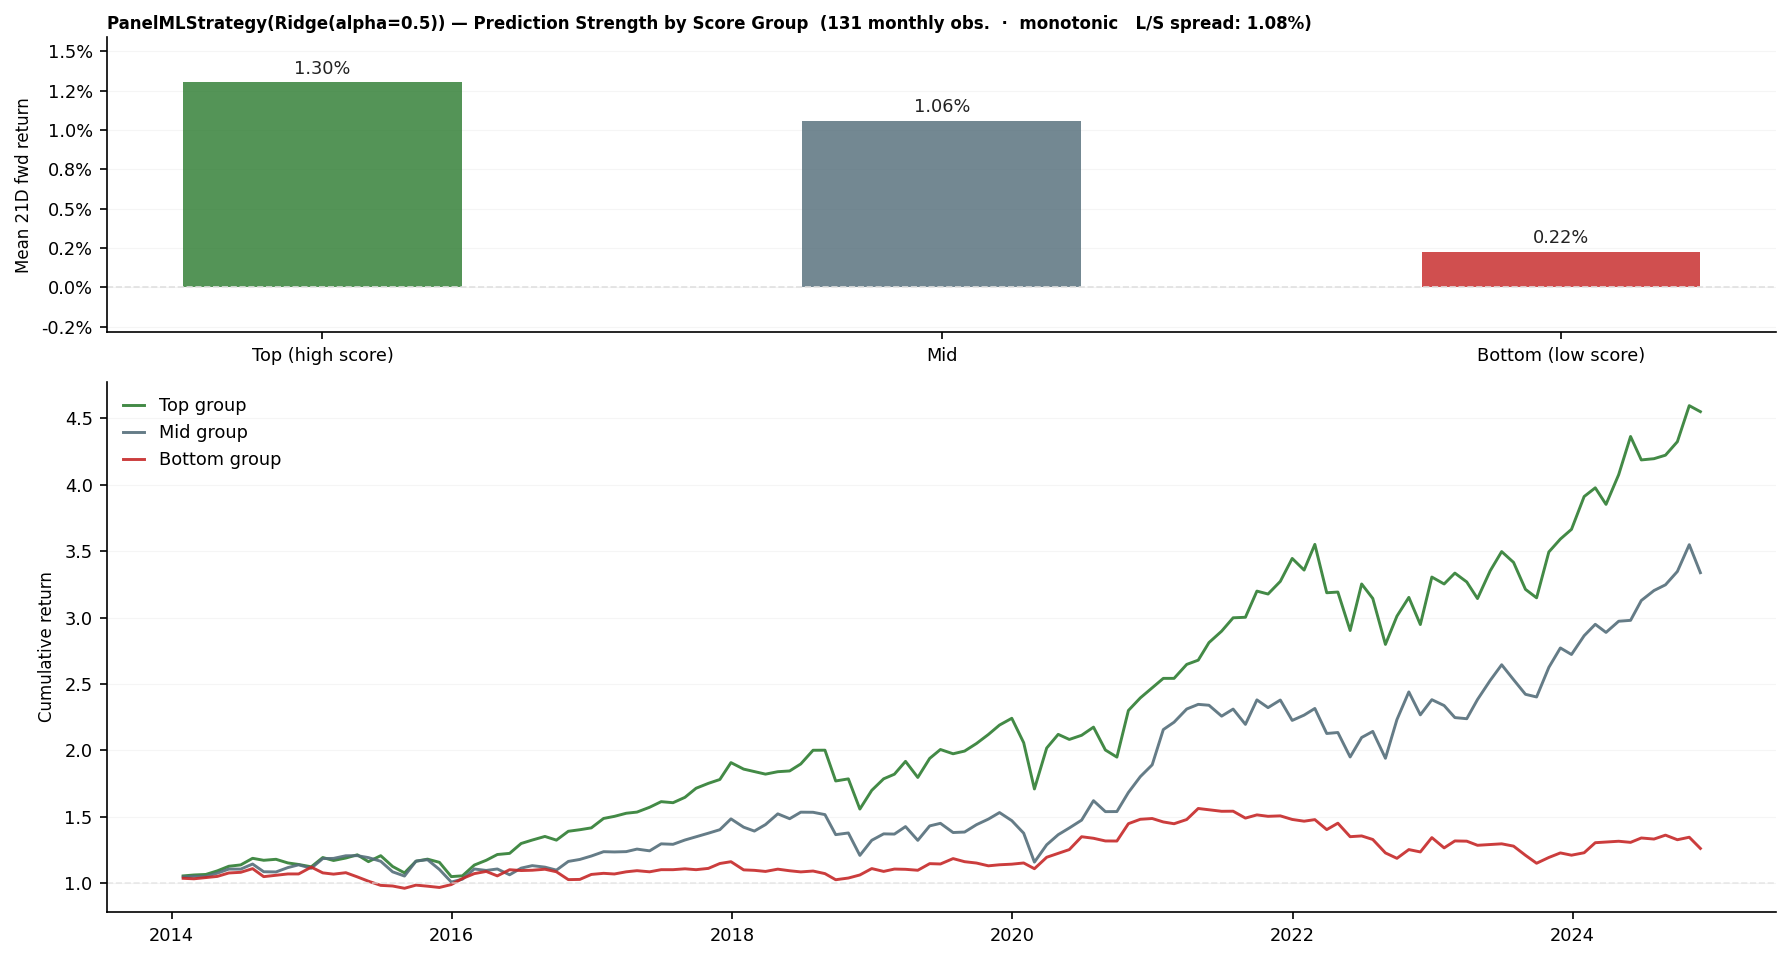 PanelMLStrategy(Ridge(alpha=0.5)) — Prediction Strength by Score Group (131 monthly obs. · monotonic L/S spread: 1.08%)
Mean 21D fwd return
1.5%
1.2%
1.0%
0.8%
0.5%
0.2%
0.0%
-0.2%
1.30%
1.06%
0.22%
Top (high score)
Mid
Bottom (low score)
Cumulative return
4.5
4.0
3.5
3.0
2.5
2.0
1.5
1.0
Top group
Mid group
Bottom group
2014
2016
2018
2020
2022
2024